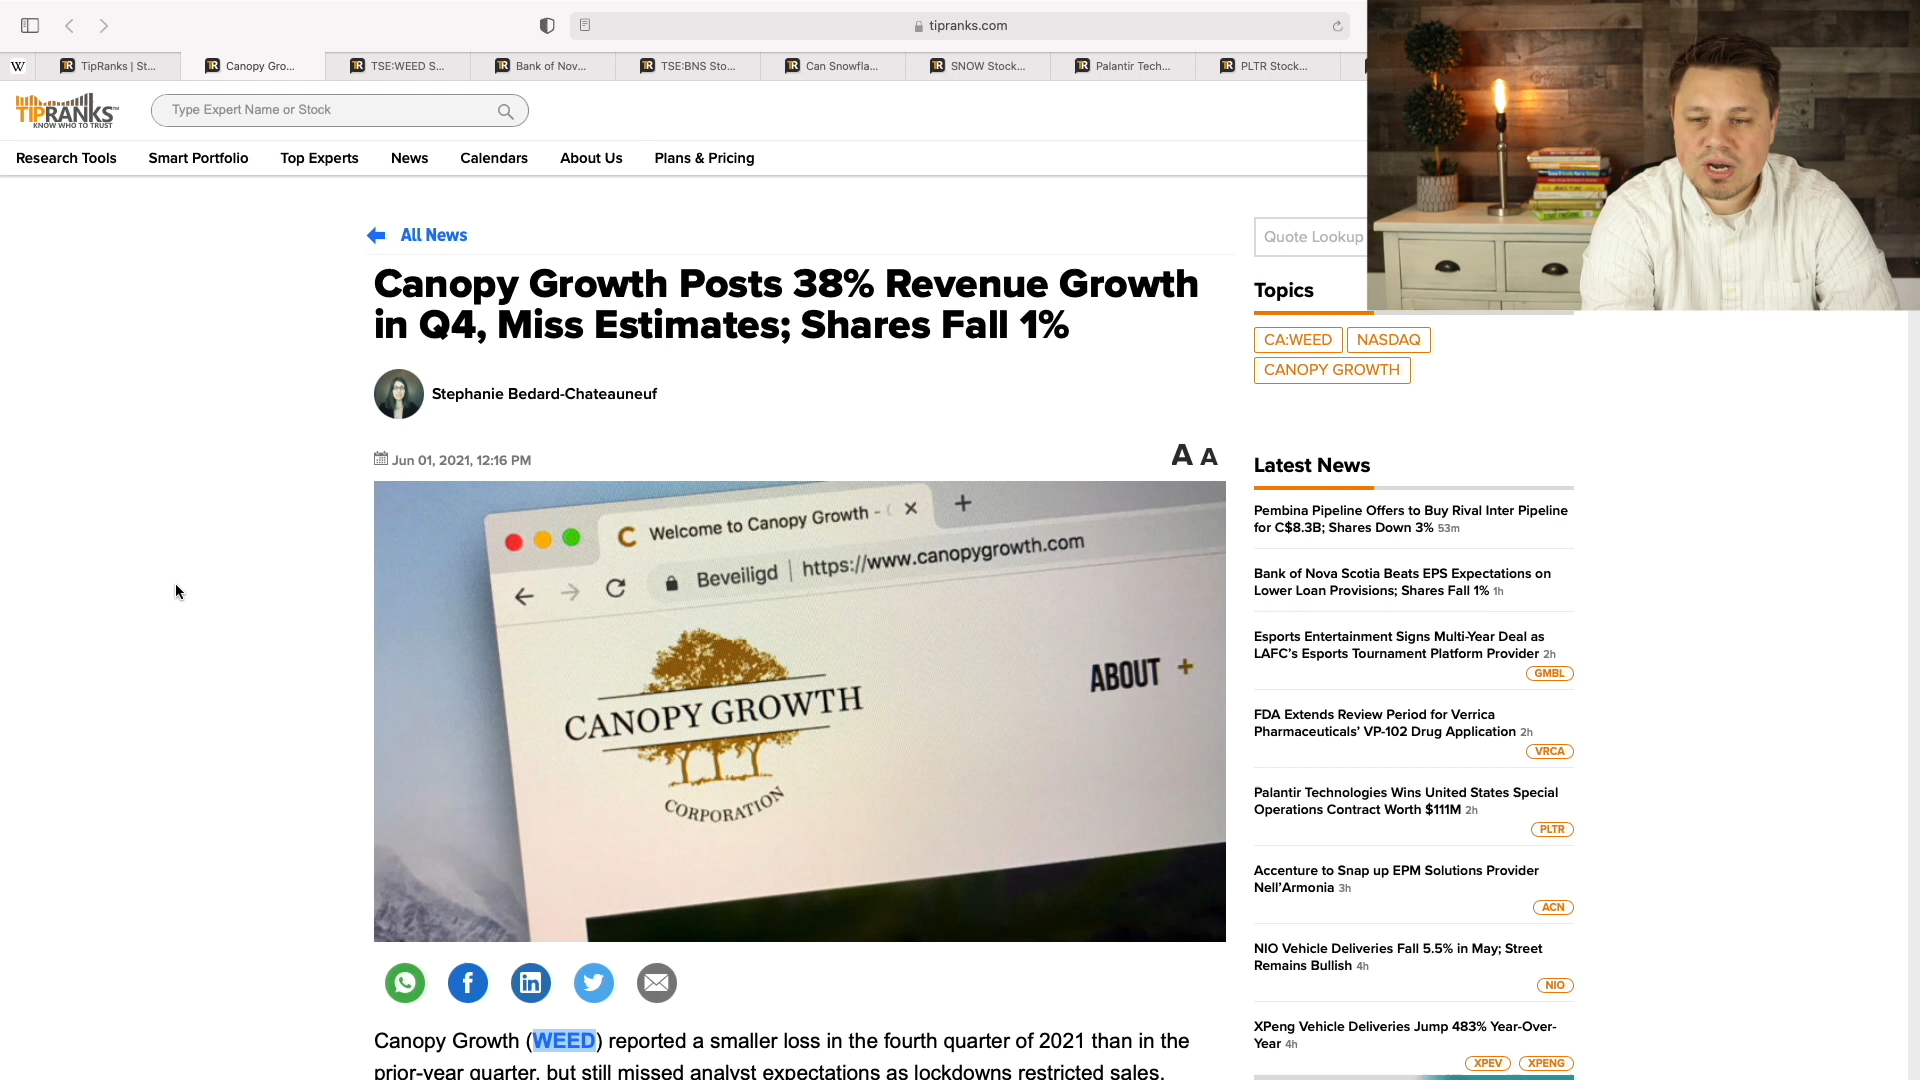 tipranks.com
W
TipRanks | St...
Canopy Gro...
TSE:WEED S...
Bank of Nov...
TSE:BNS Sto...
Can Snowfla...
SNOW Stock...
Palantir Tech...
PLTR Stock...
TIPRANKS™
KNOW WHO TO TRUST
Type Expert Name or Stock
Research Tools
Smart Portfolio
Top Experts
News
Calendars
About Us
Plans & Pricing
All News
Canopy Growth Posts 38% Revenue Growth
in Q4, Miss Estimates; Shares Fall 1%
Stephanie Bedard-Chateauneuf
Jun 01, 2021, 12:16 PM
A A
Welcome to Canopy Growth -
Beveiligd | https://www.canopygrowth.com
ABOUT +
CANOPY GROWTH
CORPORATION
Canopy Growth (WEED) reported a smaller loss in the fourth quarter of 2021 than in the
prior-year quarter, but still missed analyst expectations as lockdowns restricted sales.
Quote Lookup
Topics
CA:WEED
NASDAQ
CANOPY GROWTH
Latest News
Pembina Pipeline Offers to Buy Rival Inter Pipeline
for C$8.3B; Shares Down 3% 53m
Bank of Nova Scotia Beats EPS Expectations on
Lower Loan Provisions; Shares Fall 1% 1h
Esports Entertainment Signs Multi-Year Deal as
LAFC's Esports Tournament Platform Provider 2h
GMBL
FDA Extends Review Period for Verrica
Pharmaceuticals' VP-102 Drug Application 2h
VRCA
Palantir Technologies Wins United States Special
Operations Contract Worth $111M 2h
PLTR
Accenture to Snap up EPM Solutions Provider
Nell'Armonia 3h
ACN
NIO Vehicle Deliveries Fall 5.5% in May; Street
Remains Bullish 4h
NIO
XPeng Vehicle Deliveries Jump 483% Year-Over-
Year 4h
XPEV
XPENG